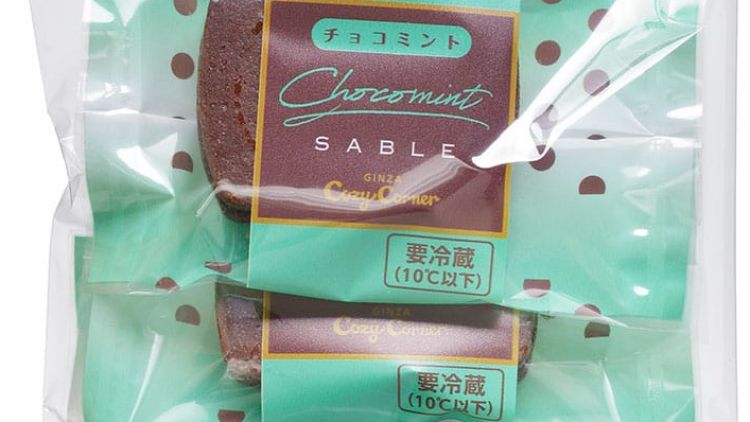 チョコミント
Chocomint
SABLE
GINZA
Cozy Corner
要冷蔵
(10℃以下)
GINZA
Cozy Corner
要冷蔵
(10℃以下)